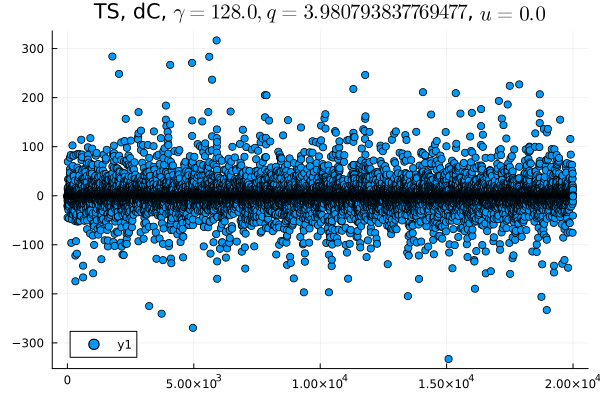 TS, dC, γ = 128.0, q = 3.980793837769477, u = 0.0
300
200
100
0
−100
−200
−300
y1
0 5.00×10³ 1.00×10⁴ 1.50×10⁴ 2.00×10⁴